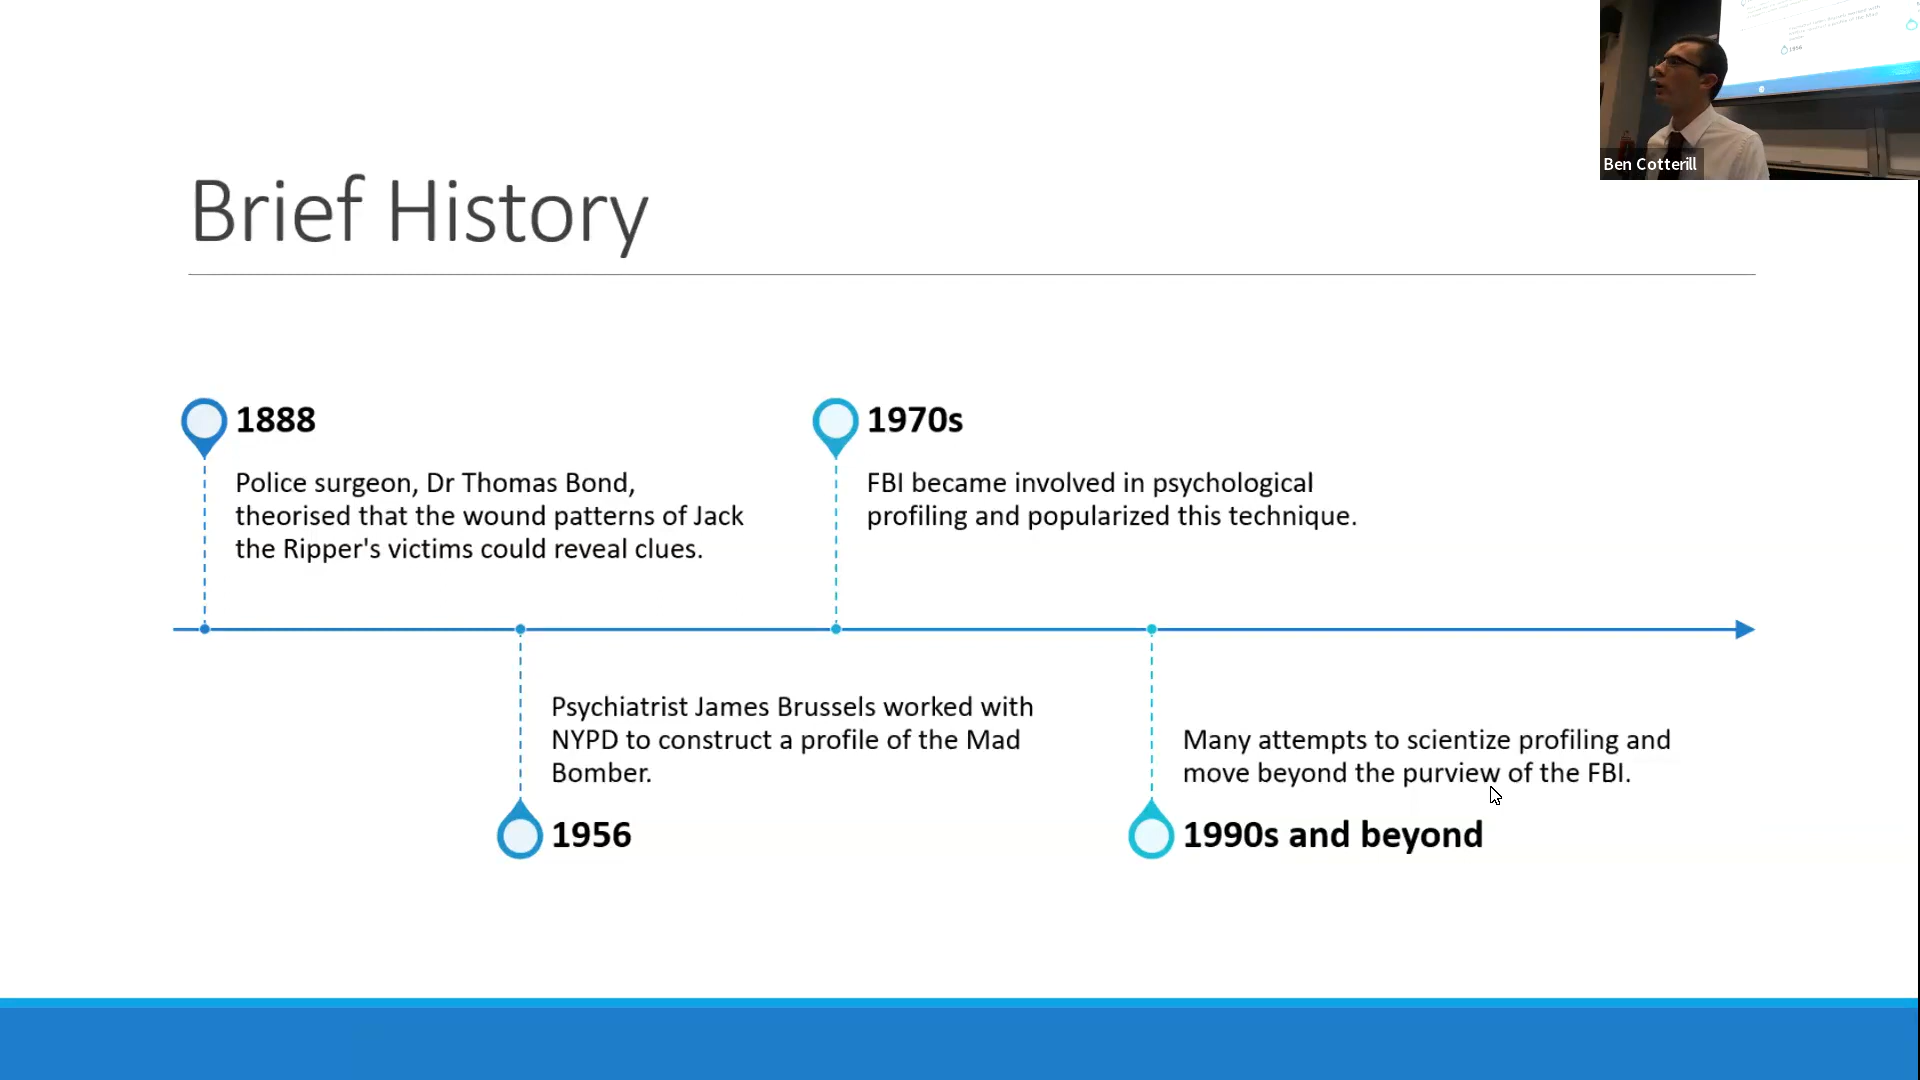 Ben Cotterill
Brief History
1888
Police surgeon, Dr Thomas Bond,
theorised that the wound patterns of Jack
the Ripper's victims could reveal clues.
1970s
FBI became involved in psychological
profiling and popularized this technique.
Psychiatrist James Brussels worked with
NYPD to construct a profile of the Mad
Bomber.
1956
Many attempts to scientize profiling and
move beyond the purview of the FBI.
1990s and beyond
1956